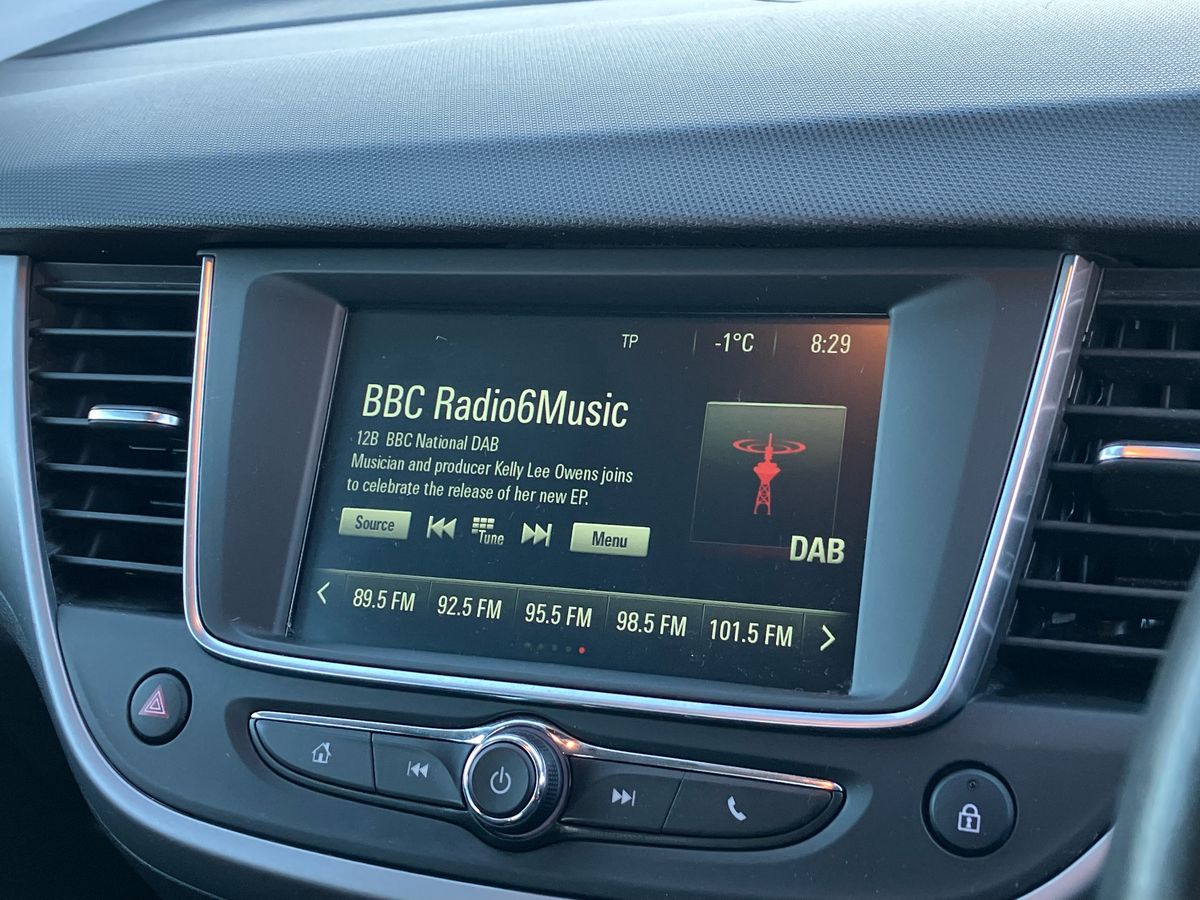 TP -1°C 8:29
BBC Radio6Music
12B BBC National DAB
Musician and producer Kelly Lee Owens joins
to celebrate the release of her new EP.
Source Tune Menu
DAB
89.5 FM 92.5 FM 95.5 FM 98.5 FM 101.5 FM